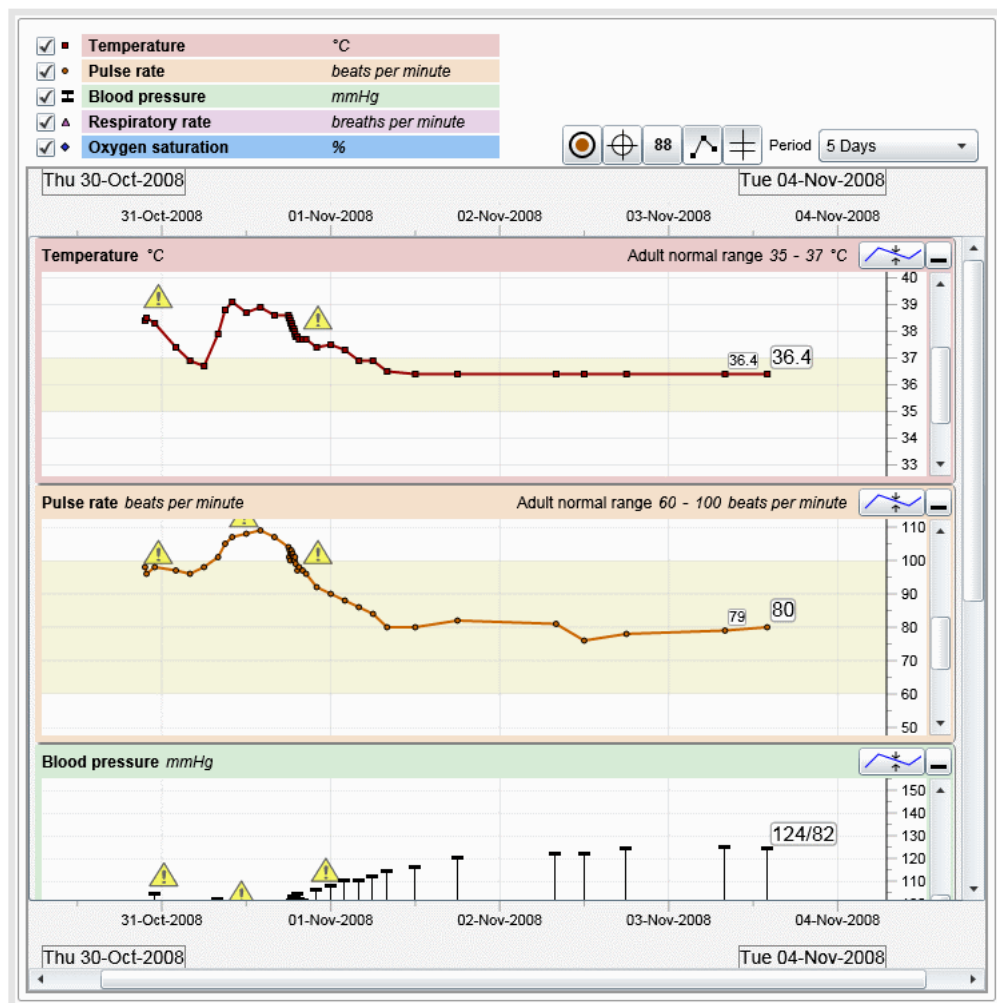 Temperature °C
Pulse rate beats per minute
Blood pressure mmHg
Respiratory rate breaths per minute
Oxygen saturation %
88 Period 5 Days
Thu 30-Oct-2008 Tue 04-Nov-2008
31-Oct-2008 01-Nov-2008 02-Nov-2008 03-Nov-2008 04-Nov-2008
Temperature °C Adult normal range 35 - 37 °C
40
39
38
37
36.4 36.4
36
35
34
33
Pulse rate beats per minute Adult normal range 60 - 100 beats per minute
110
100
90
80
79 80
70
60
50
Blood pressure mmHg
150
140
130
124/82
120
110
31-Oct-2008 01-Nov-2008 02-Nov-2008 03-Nov-2008 04-Nov-2008
Thu 30-Oct-2008 Tue 04-Nov-2008